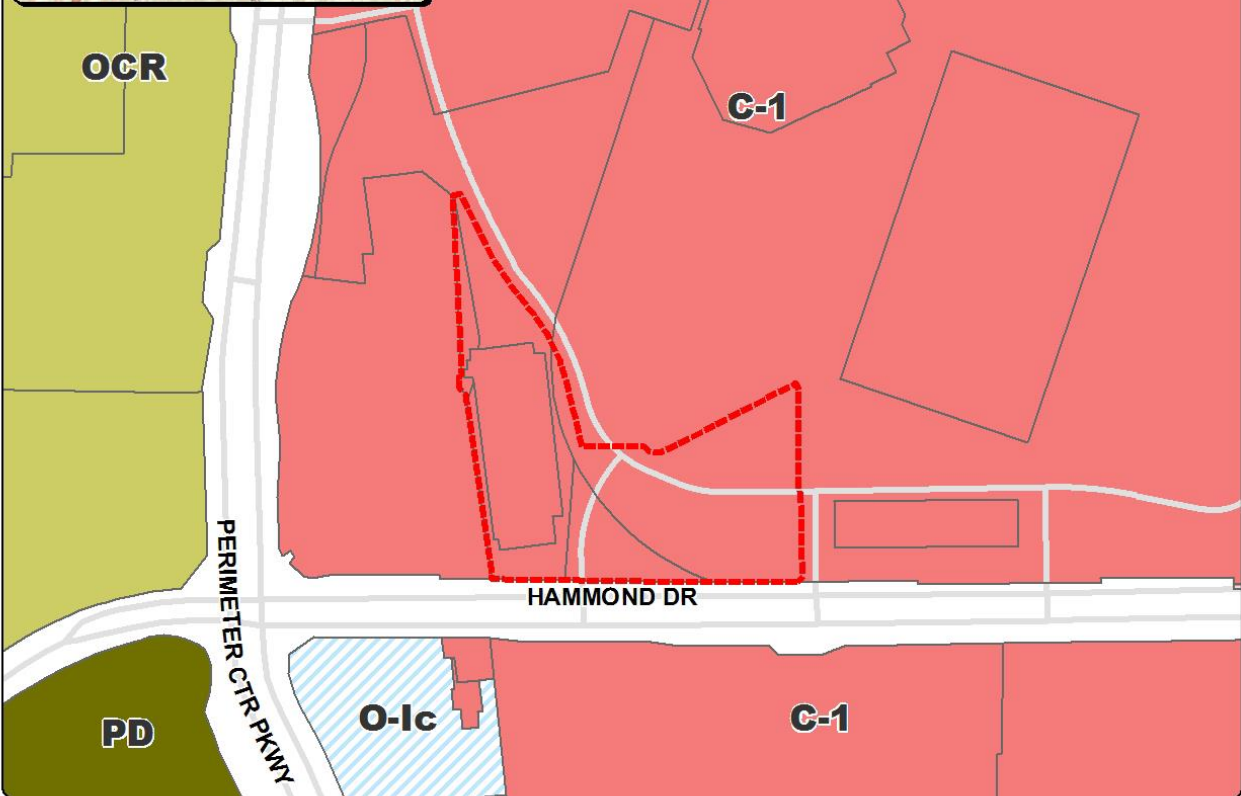 OCR
C-1
HAMMOND DR
PERIMETER CTR PKWY
O-Ic
C-1
PD